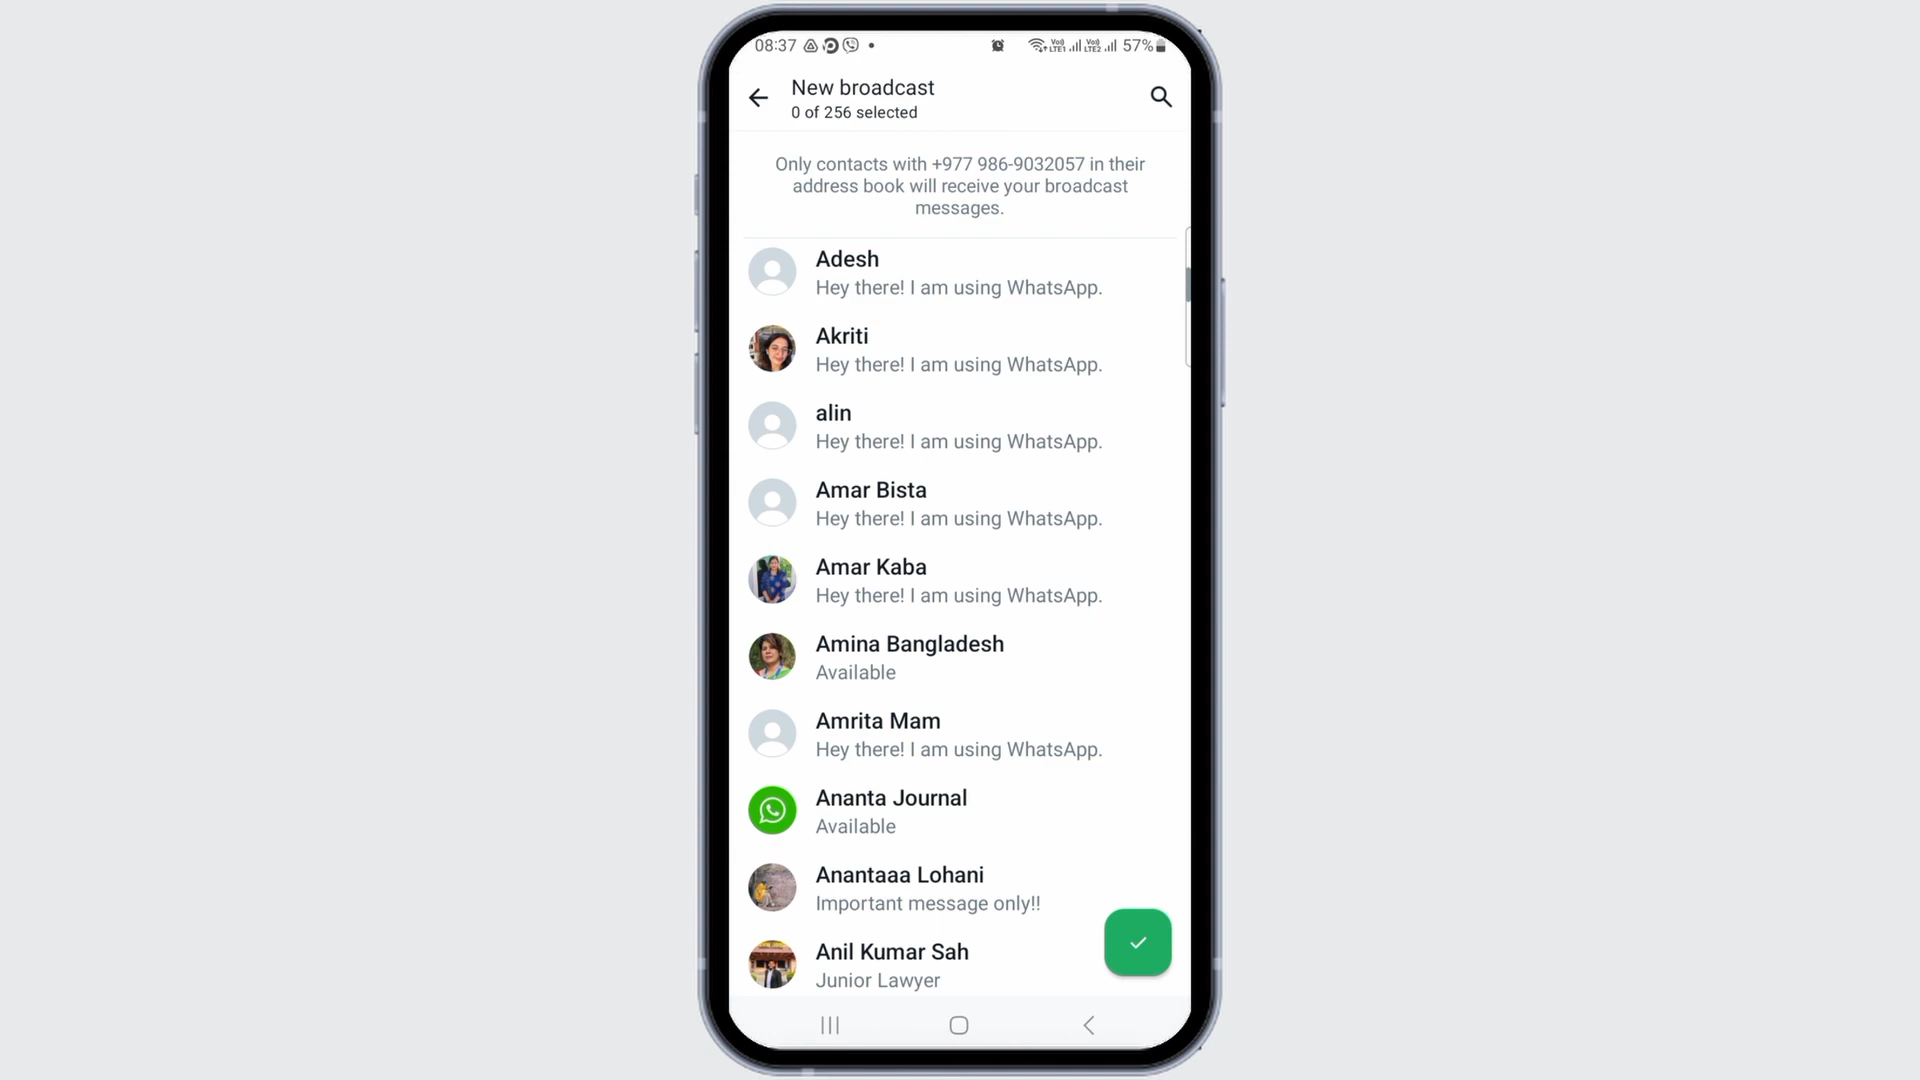 08:37
57%
New broadcast
0 of 256 selected
Only contacts with +977 986-9032057 in their
address book will receive your broadcast
messages.
Adesh
Hey there! I am using WhatsApp.
Akriti
Hey there! I am using WhatsApp.
alin
Hey there! I am using WhatsApp.
Amar Bista
Hey there! I am using WhatsApp.
Amar Kaba
Hey there! I am using WhatsApp.
Amina Bangladesh
Available
Amrita Mam
Hey there! I am using WhatsApp.
Ananta Journal
Available
Anantaaa Lohani
Important message only!!
Anil Kumar Sah
Junior Lawyer